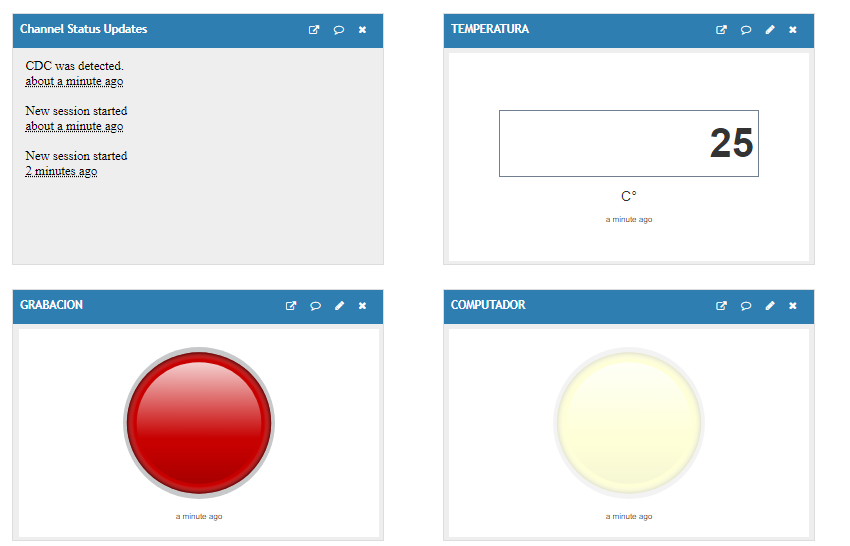 Channel Status Updates
CDC was detected.
about a minute ago
New session started
about a minute ago
New session started
2 minutes ago
TEMPERATURA
25
C°
a minute ago
GRABACION
a minute ago
COMPUTADOR
a minute ago